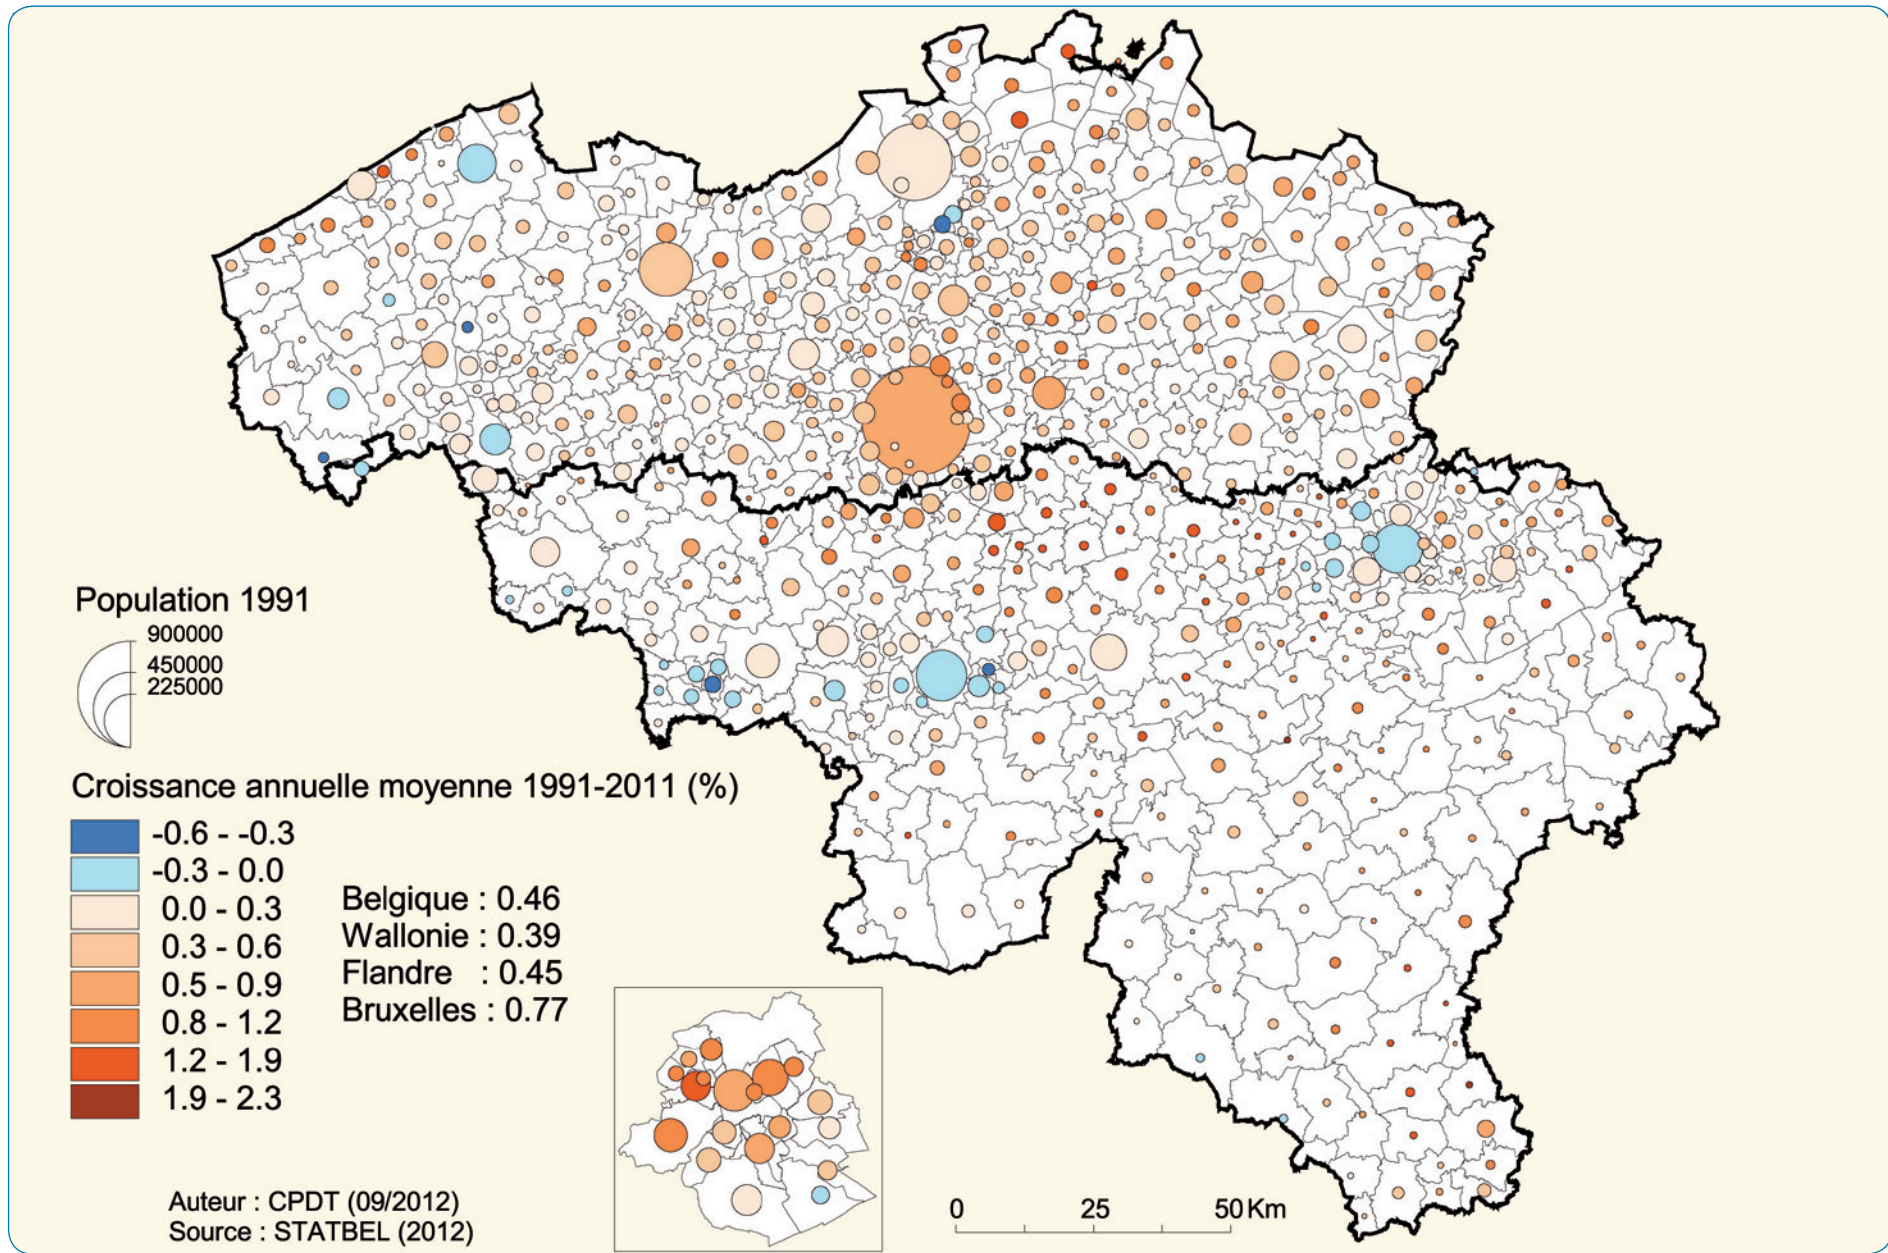 Population 1991
900000
450000
225000
Croissance annuelle moyenne 1991-2011 (%)
-0.6 - -0.3
-0.3 - 0.0
0.0 - 0.3
0.3 - 0.6
0.5 - 0.9
0.8 - 1.2
1.2 - 1.9
1.9 - 2.3
Belgique : 0.46
Wallonie : 0.39
Flandre : 0.45
Bruxelles : 0.77
Auteur : CPDT (09/2012)
Source : STATBEL (2012)
0 25 50 Km